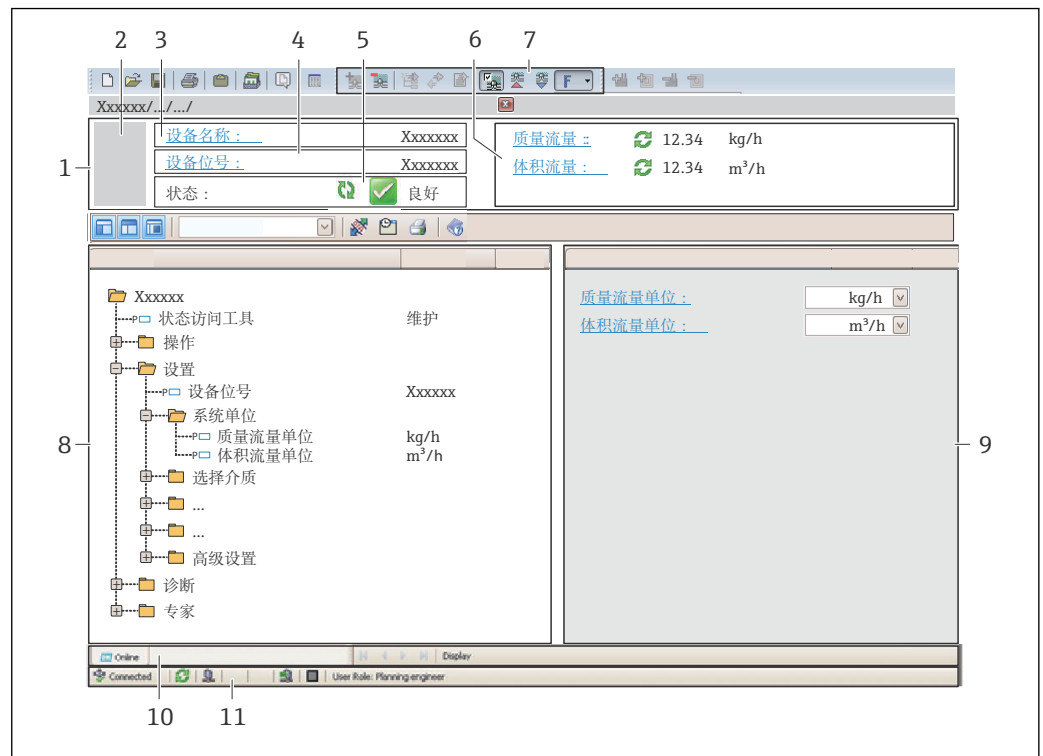 2 3 4 5 6 7
F
Xxxxxx/.../.../
1
设备名称： Xxxxxxx
设备位号： Xxxxxxx
状态： 良好
质量流量：: 12.34 kg/h
体积流量： 12.34 m³/h
Xxxxxx
P 状态访问工具 维护
操作
设置
P 设备位号 Xxxxxx
系统单位
P 质量流量单位 kg/h
P 体积流量单位 m³/h
选择介质
...
...
高级设置
诊断
专家
8
质量流量单位： kg/h
体积流量单位： m³/h
9
Online Display
Connected User Role: Planning engineer
10 11